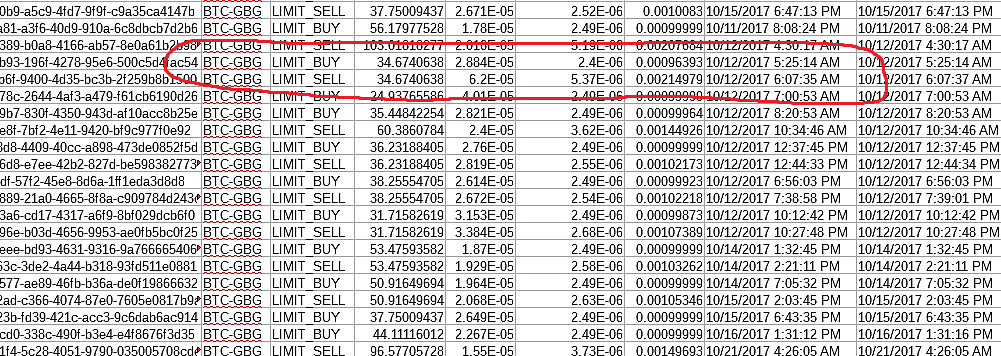 0b9-a5c9-4fd7-9f9f-c9a35ca4147b BTC-GBG LIMIT_SELL 37.75009437 2.671E-05 2.52E-06 0.0010083 10/15/2017 6:47:13 PM 10/15/2017 6:47:13 PM
a81-a3f6-40d9-910a-6c8dbcb7d2b6 BTC-GBG LIMIT_BUY 56.17977528 1.78E-05 2.49E-06 0.00099999 10/11/2017 8:08:24 PM 10/11/2017 8:08:24 PM
389-b0a8-4166-ab57-8e0a61b2 BTC-GBG LIMIT_SELL 103.01818277 2.018E-05 5.19E-06 0.00207884 10/12/2017 4:30:17 AM 10/12/2017 4:30:17 AM
b93-196f-4278-95e6-500c5d4fac54 BTC-GBG LIMIT_BUY 34.6740638 2.884E-05 2.4E-06 0.00096393 10/12/2017 5:25:14 AM 10/12/2017 5:25:14 AM
b6f-9400-4d35-bc3b-2f259b8 500 BTC-GBG LIMIT_SELL 34.6740638 6.2E-05 5.37E-06 0.00214979 10/12/2017 6:07:35 AM 10/12/2017 6:07:37 AM
78c-2644-4af3-a479-f61cb6190d26 BTC-GBG LIMIT_BUY 24.93765586 4.01E-05 2.49E-06 0.00099999 10/12/2017 7:00:53 AM 10/12/2017 7:00:53 AM
9b7-830f-4350-943d-af10acc8b25e BTC-GBG LIMIT_BUY 35.44842254 2.821E-05 2.49E-06 0.00099964 10/12/2017 8:20:53 AM 10/12/2017 8:20:53 AM
e8f-7bf2-4e11-9420-bf9c977f0e92 BTC-GBG LIMIT_SELL 60.3860784 2.4E-05 3.62E-06 0.00144926 10/12/2017 10:34:46 AM 10/12/2017 10:34:46 AM
8d8-4409-40cc-a898-473de0852f5d BTC-GBG LIMIT_BUY 36.23188405 2.76E-05 2.49E-06 0.00099999 10/12/2017 12:37:45 PM 10/12/2017 12:37:45 PM
6d8-e7ee-42b2-827d-be598382773 BTC-GBG LIMIT_SELL 36.23188405 2.819E-05 2.55E-06 0.00102173 10/12/2017 12:44:33 PM 10/12/2017 12:44:34 PM
df-57f2-45e8-8d6a-1ff1eda3d8d8 BTC-GBG LIMIT_BUY 38.25554705 2.614E-05 2.49E-06 0.00099923 10/12/2017 6:56:03 PM 10/12/2017 6:56:03 PM
889-21a0-4665-8f8a-c909784d243 BTC-GBG LIMIT_SELL 38.25554705 2.672E-05 2.54E-06 0.00102218 10/12/2017 7:38:58 PM 10/12/2017 7:39:01 PM
3a6-cd17-4317-a6f9-8bf029dcb6f0 BTC-GBG LIMIT_BUY 31.71582619 3.153E-05 2.49E-06 0.00099873 10/12/2017 10:12:42 PM 10/12/2017 10:12:42 PM
96e-b03d-4656-9953-ae0fb5bc0f25 BTC-GBG LIMIT_SELL 31.71582619 3.384E-05 2.68E-06 0.00107389 10/12/2017 10:27:48 PM 10/12/2017 10:27:48 PM
eee-bd93-4631-9316-9a766665406 BTC-GBG LIMIT_BUY 53.47593582 1.87E-05 2.49E-06 0.00099999 10/14/2017 1:32:45 PM 10/14/2017 1:32:45 PM
63c-3de2-4a44-b318-93fd511e0881 BTC-GBG LIMIT_SELL 53.47593582 1.929E-05 2.58E-06 0.00103262 10/14/2017 2:21:11 PM 10/14/2017 2:21:11 PM
577-ae89-46fb-bb36-de0f19866632 BTC-GBG LIMIT_BUY 50.91649694 1.964E-05 2.49E-06 0.00099999 10/14/2017 7:05:32 PM 10/14/2017 7:05:32 PM
2ad-c366-4074-87e0-7605e0817b9 BTC-GBG LIMIT_SELL 50.91649694 2.068E-05 2.63E-06 0.00105346 10/15/2017 2:03:45 PM 10/15/2017 2:03:45 PM
23b-fd39-421c-acc3-9c6dab6ac914 BTC-GBG LIMIT_BUY 37.75009437 2.649E-05 2.49E-06 0.00099999 10/15/2017 6:43:35 PM 10/15/2017 6:43:35 PM
cd0-338c-490f-b3e4-e4f8676f3d35 BTC-GBG LIMIT_BUY 44.11116012 2.267E-05 2.49E-06 0.00099999 10/16/2017 1:31:12 PM 10/16/2017 1:31:16 PM
1f4-5c28-4051-9790-035005708cd BTC-GBG LIMIT_SELL 96.57705728 1.55E-05 3.73E-06 0.00149693 10/21/2017 4:26:05 AM 10/21/2017 4:26:05 AM